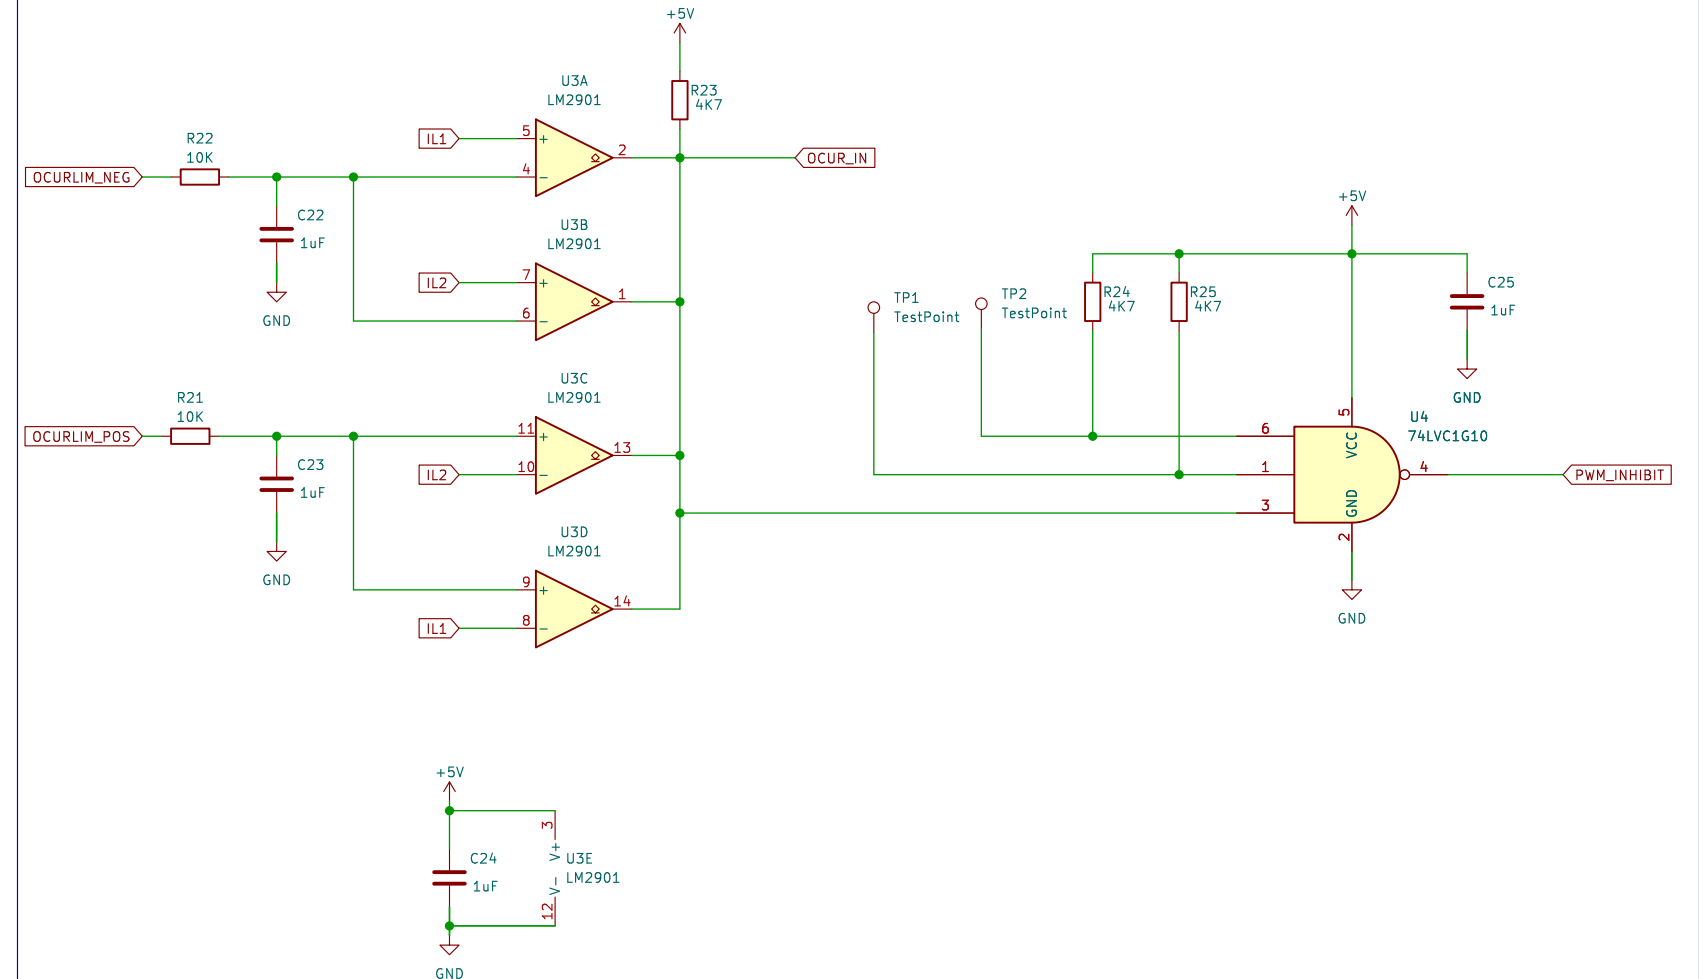 +5V
R23
4K7
U3A
LM2901
IL1
5
+
4
-
2
OCUR_IN
R22
10K
OCURLIM_NEG
C22
1uF
GND
U3B
LM2901
IL2
7
+
6
-
1
R21
10K
OCURLIM_POS
C23
1uF
GND
U3C
LM2901
11
+
IL2
10
-
13
U3D
LM2901
9
+
IL1
8
-
14
TP1
TestPoint
TP2
TestPoint
+5V
R24
4K7
R25
4K7
C25
1uF
GND
U4
74LVC1G10
5
VCC
6
1
3
GND
2
4
PWM_INHIBIT
GND
+5V
3
V+
C24
1uF
U3E
LM2901
V-
12
GND